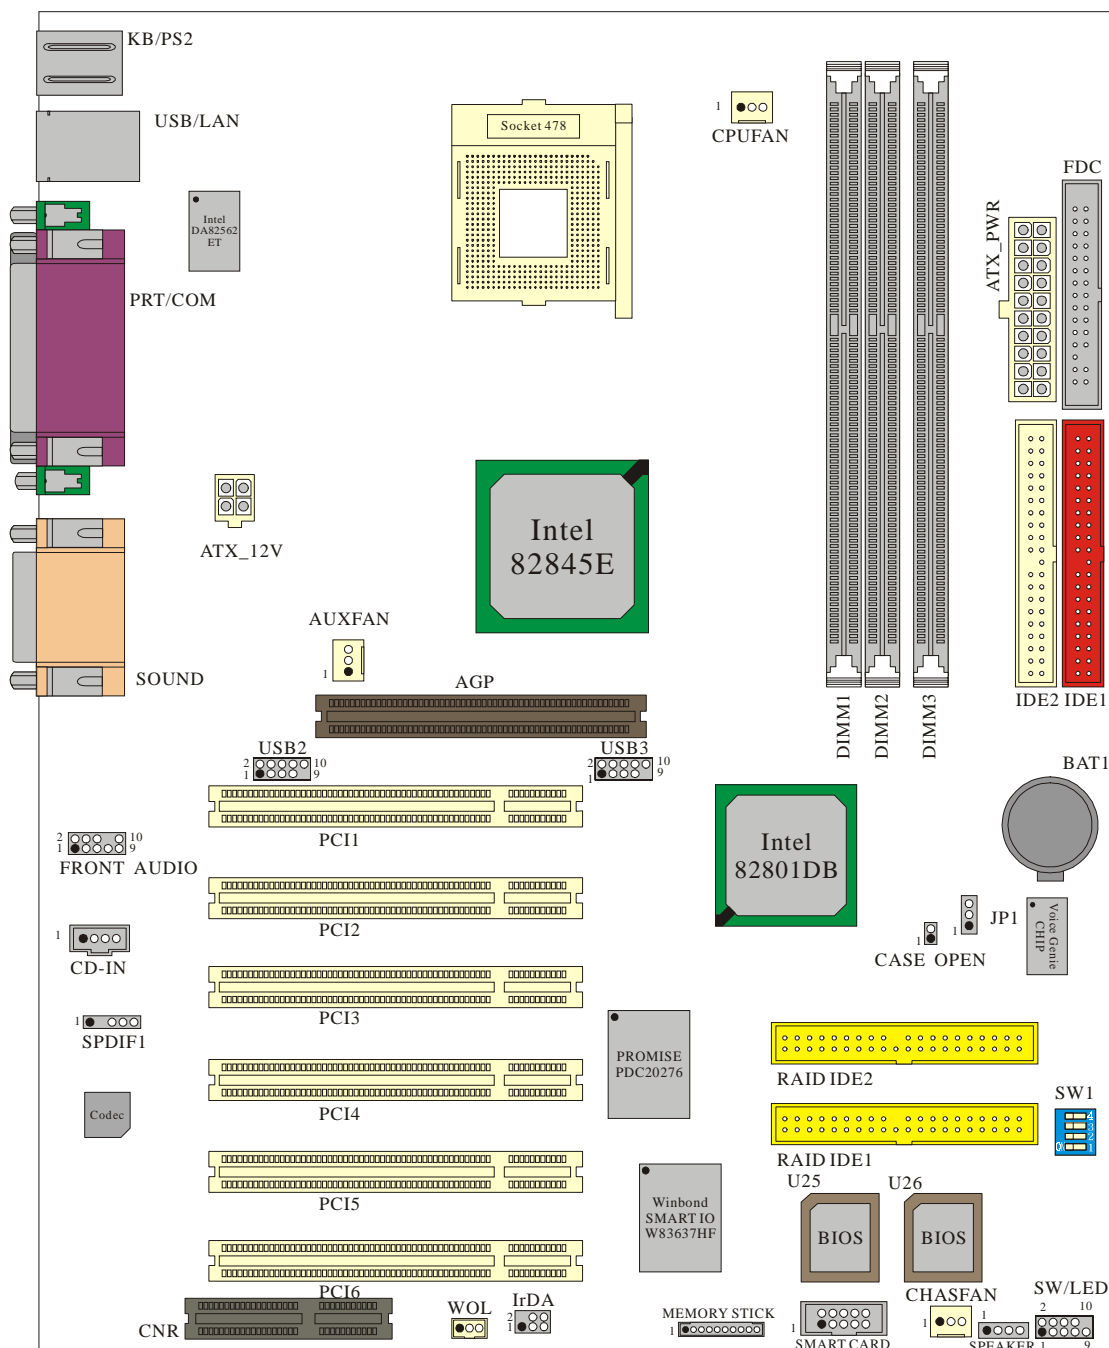 KB/PS2
USB/LAN
Socket 478
1
CPUFAN
FDC
Intel
DA82562
ET
ATX_PWR
PRT/COM
ATX_12V
Intel
82845E
AUXFAN
1
SOUND
AGP
DIMM1
DIMM2
DIMM3
IDE2
IDE1
USB2
2
10
1
9
USB3
2
10
1
9
BAT1
PCI1
2
10
1
9
FRONT AUDIO
Intel
82801DB
PCI2
1
CD-IN
1
CASE OPEN
1
JP1
Voice Genie
CHIP
PCI3
1
SPDIF1
PROMISE
PDC20276
RAID IDE2
Codec
PCI4
SW1
4
3
2
1
RAID IDE1
PCI5
Winbond
SMART IO
W83637HF
U25
BIOS
U26
BIOS
PCI6
CNR
WOL
1
IrDA
2
1
MEMORY STICK
1
1
SMART CARD
CHASFAN
1
1
SPEAKER
SW/LED
2
10
1
9